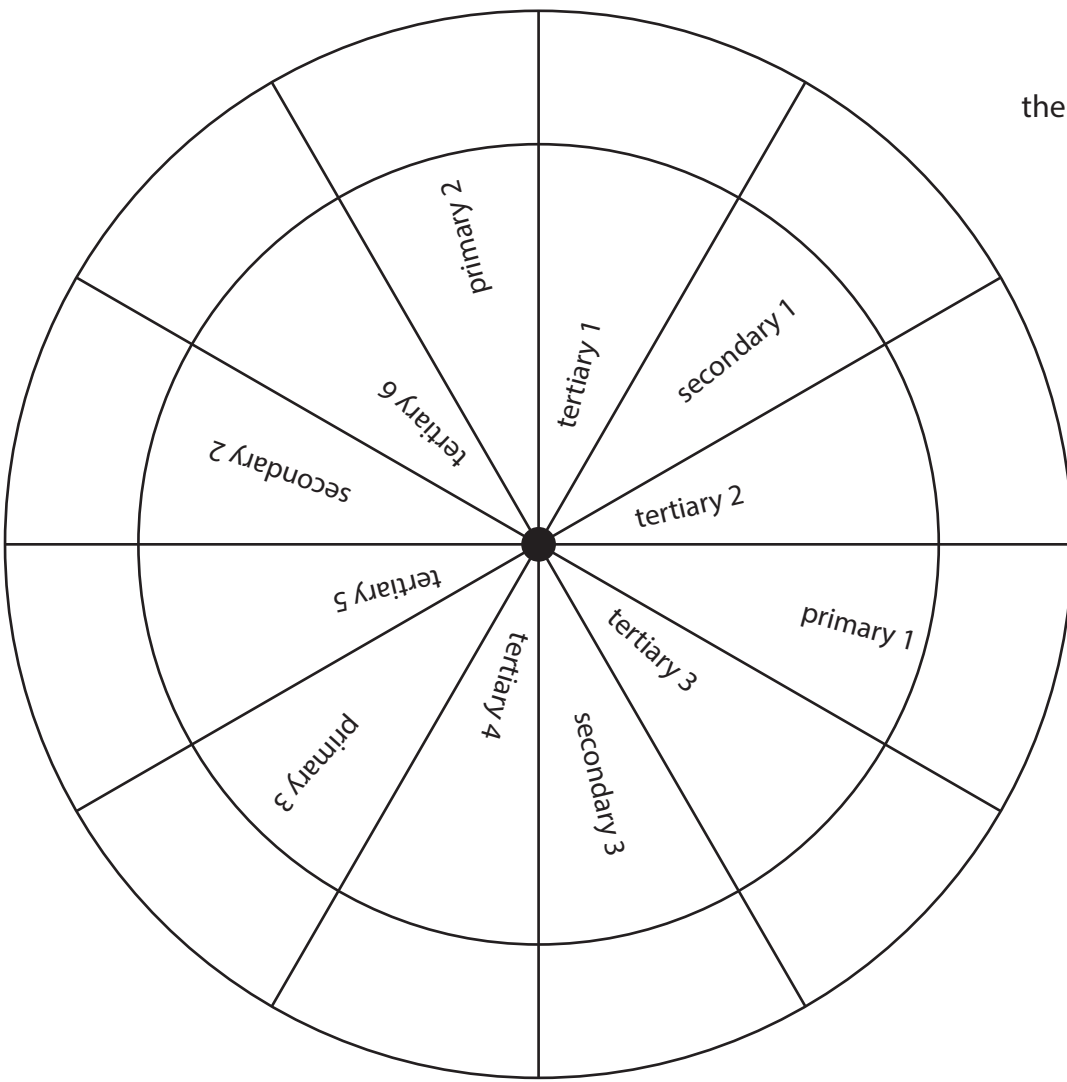 the
primary 2
tertiary 1
secondary 1
tertiary 6
secondary 2
tertiary 2
tertiary 5
primary 1
tertiary 3
tertiary 4
primary 3
secondary 3